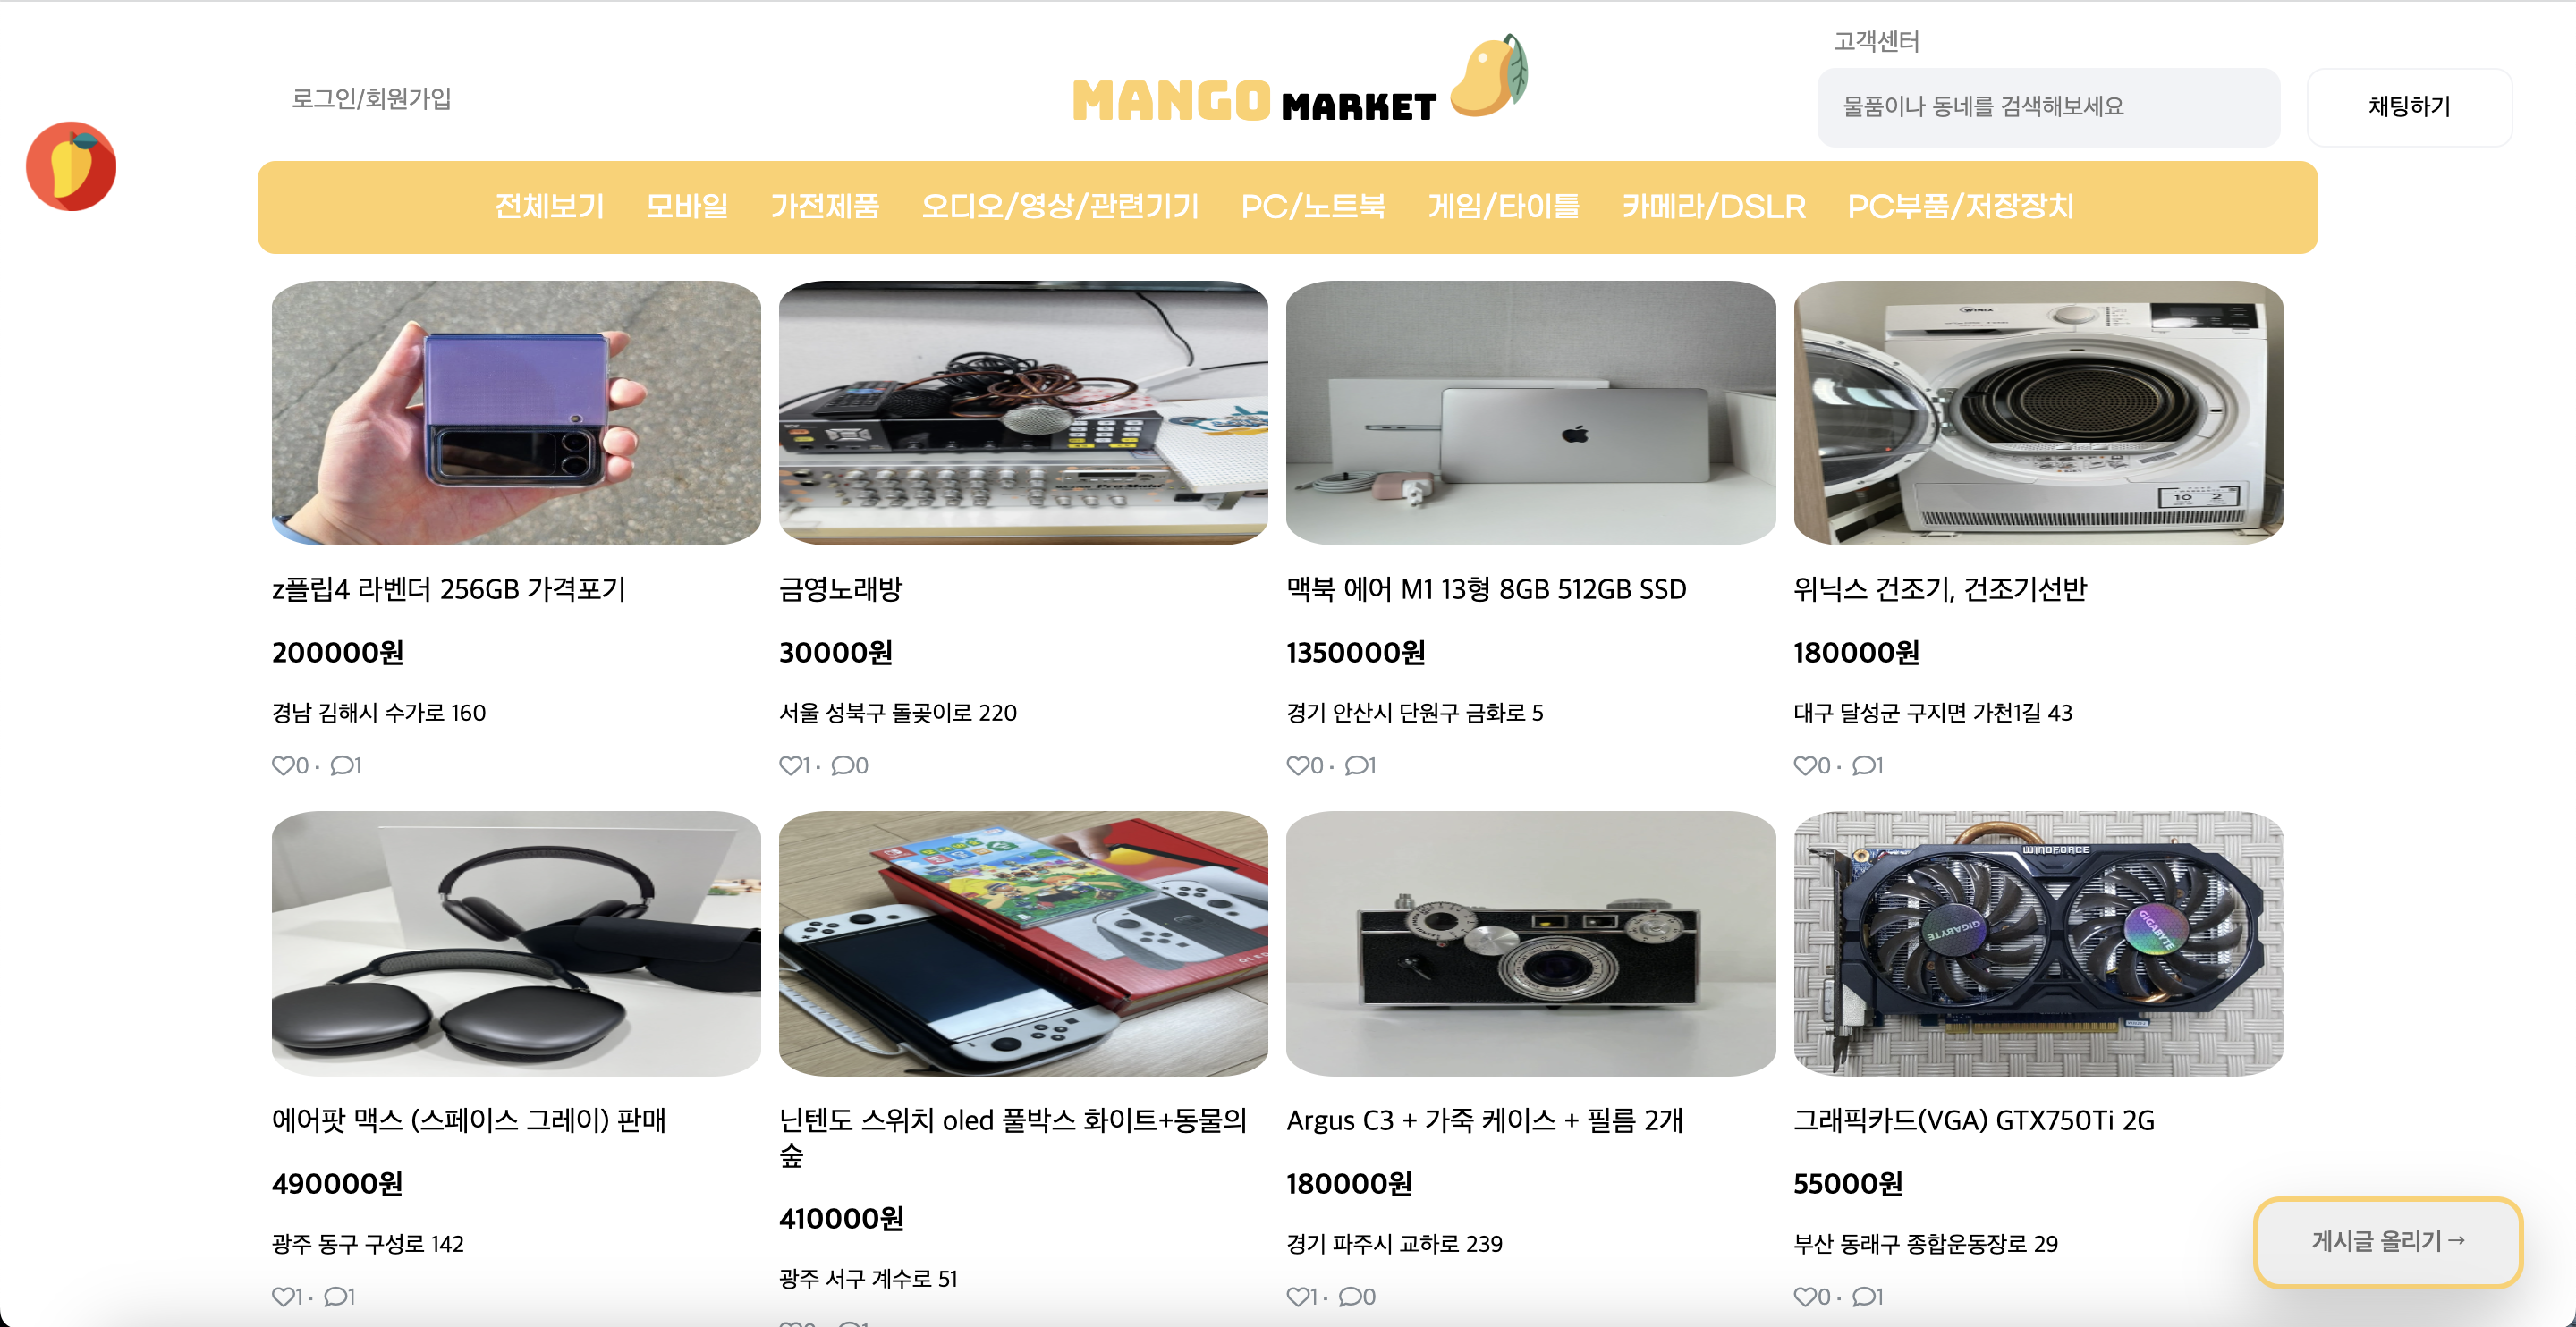 고객센터
로그인/회원가입
MANGO MARKET
물품이나 동네를 검색해보세요
채팅하기
전체보기 모바일 가전제품 오디오/영상/관련기기 PC/노트북 게임/타이틀 카메라/DSLR PC부품/저장장치
WINIX
10 2
z플립4 라벤더 256GB 가격포기
200000원
경남 김해시 수가로 160
0 · 1
금영노래방
30000원
서울 성북구 돌곶이로 220
1 · 0
맥북 에어 M1 13형 8GB 512GB SSD
1350000원
경기 안산시 단원구 금화로 5
0 · 1
위닉스 건조기, 건조기선반
180000원
대구 달성군 구지면 가천1길 43
0 · 1
WINDFORCE
GIGABYTE
GIGABYTE
에어팟 맥스 (스페이스 그레이) 판매
490000원
광주 동구 구성로 142
1 · 1
닌텐도 스위치 oled 풀박스 화이트+동물의
숲
410000원
광주 서구 계수로 51
Argus C3 + 가죽 케이스 + 필름 2개
180000원
경기 파주시 교하로 239
1 · 0
그래픽카드(VGA) GTX750Ti 2G
55000원
부산 동래구 종합운동장로 29
0 · 1
게시글 올리기 →